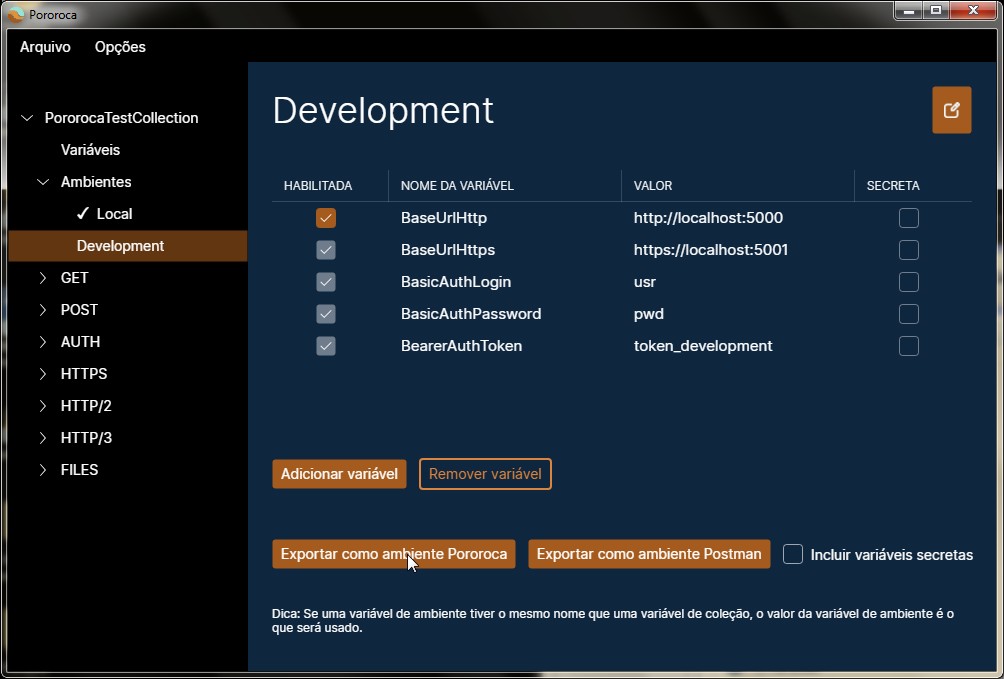 Pororoca
Arquivo Opções
PororocaTestCollection
Variáveis
Ambientes
Local
Development
GET
POST
AUTH
HTTPS
HTTP/2
HTTP/3
FILES
Development
HABILITADA NOME DA VARIÁVEL VALOR SECRETA
BaseUrlHttp http://localhost:5000
BaseUrlHttps https://localhost:5001
BasicAuthLogin usr
BasicAuthPassword pwd
BearerAuthToken token_development
Adicionar variável Remover variável
Exportar como ambiente Pororoca Exportar como ambiente Postman Incluir variáveis secretas
Dica: Se uma variável de ambiente tiver o mesmo nome que uma variável de coleção, o valor da variável de ambiente é o
que será usado.